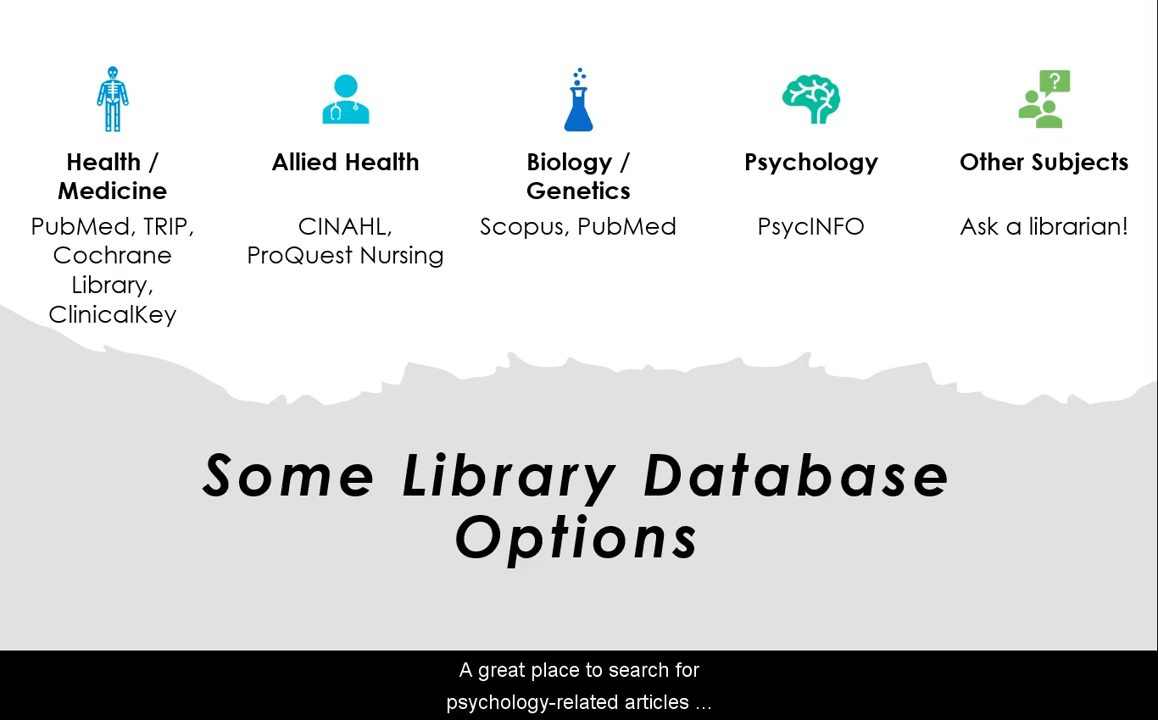 ?
Health /
Medicine
PubMed, TRIP,
Cochrane
Library,
ClinicalKey
Allied Health
CINAHL,
ProQuest Nursing
Biology /
Genetics
Scopus, PubMed
Psychology
PsycINFO
Other Subjects
Ask a librarian!
Some Library Database
Options
A great place to search for
psychology-related articles ...